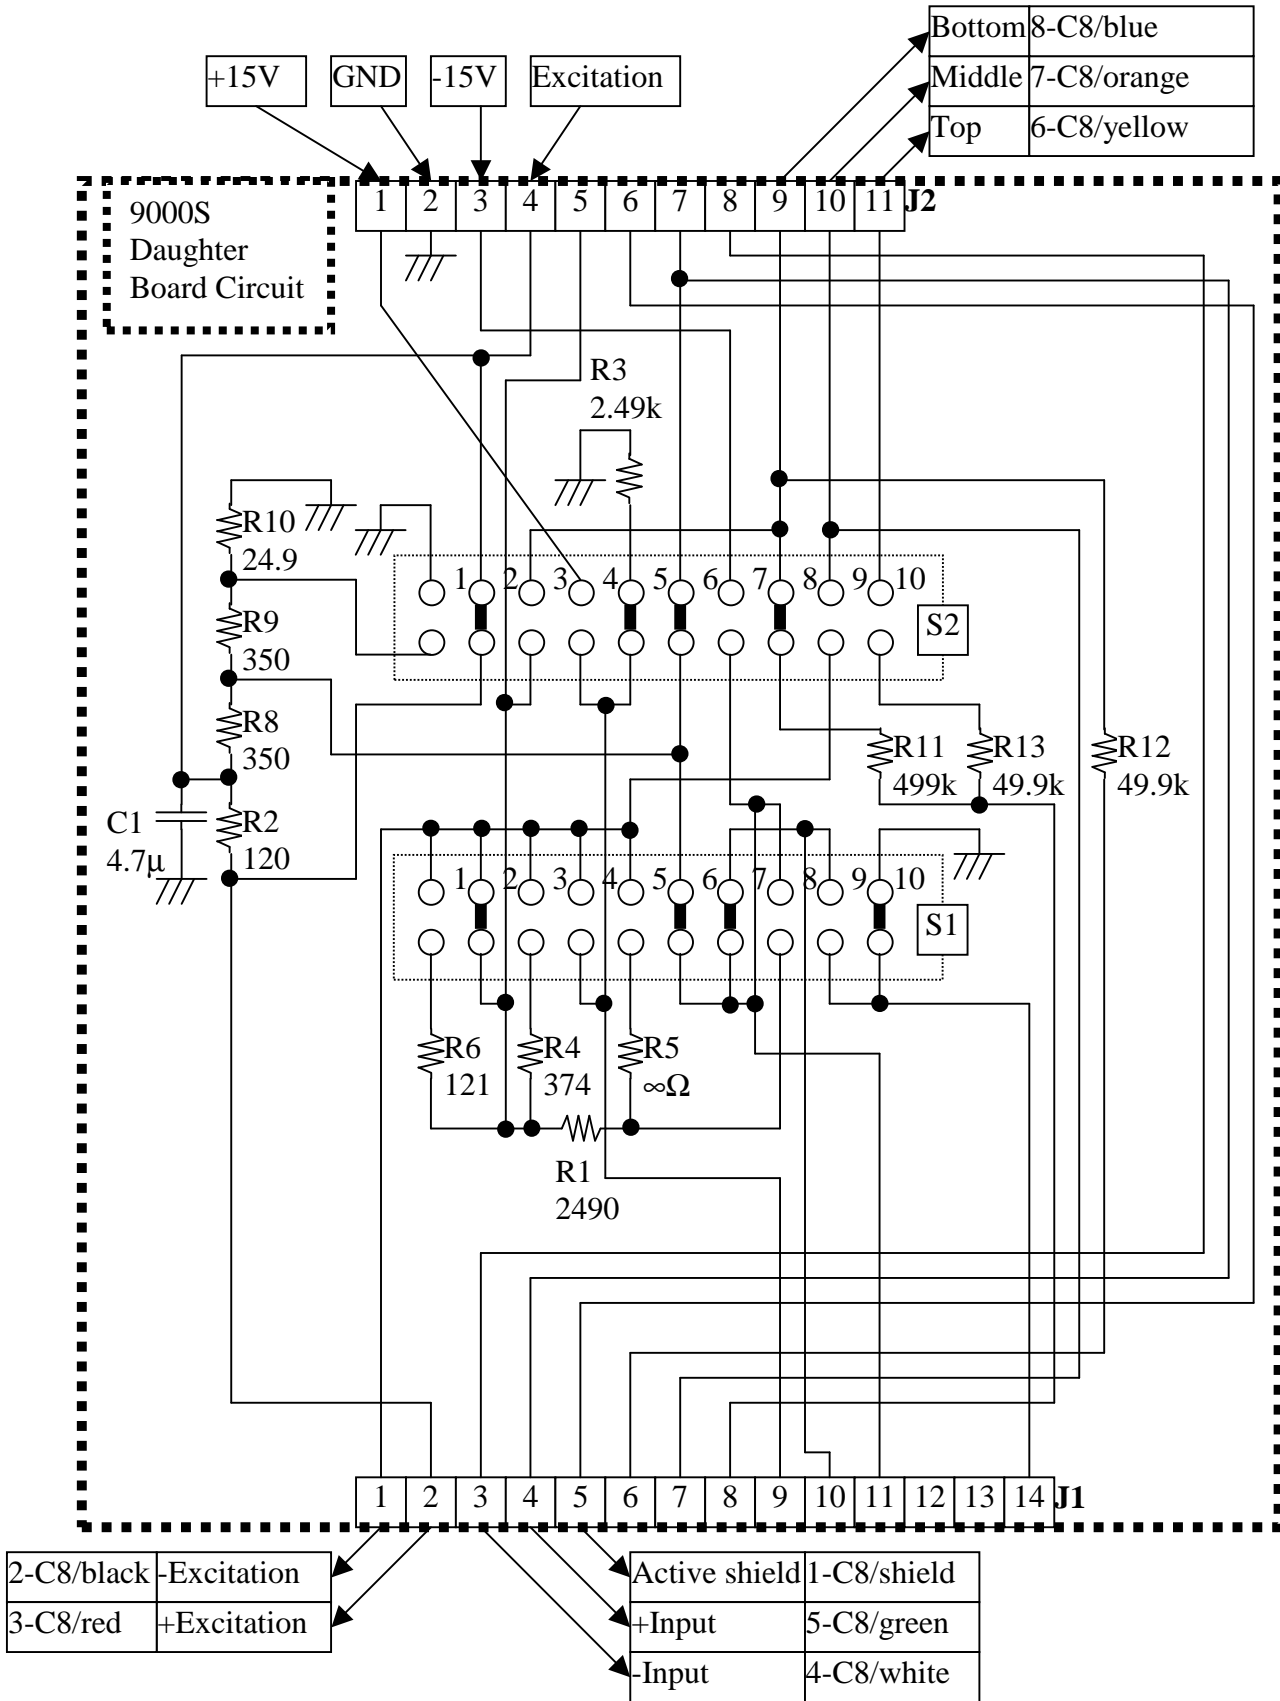 Bottom 8-C8/blue
+15V GND -15V Excitation Middle 7-C8/orange
Top 6-C8/yellow
1 2 3 4 5 6 7 8 9 10 11 J2
9000S
Daughter
Board Circuit
R3
2.49k
R10
24.9
1 2 3 4 5 6 7 8 9 10
R9
350
S2
R8
350
R11
499k
R13
49.9k
R12
49.9k
C1
4.7µ
R2
120
1 2 3 4 5 6 7 8 9 10
S1
R6
121
R4
374
R5
∞Ω
R1
2490
1 2 3 4 5 6 7 8 9 10 11 12 13 14 J1
2-C8/black -Excitation
3-C8/red +Excitation
Active shield 1-C8/shield
+Input 5-C8/green
-Input 4-C8/white